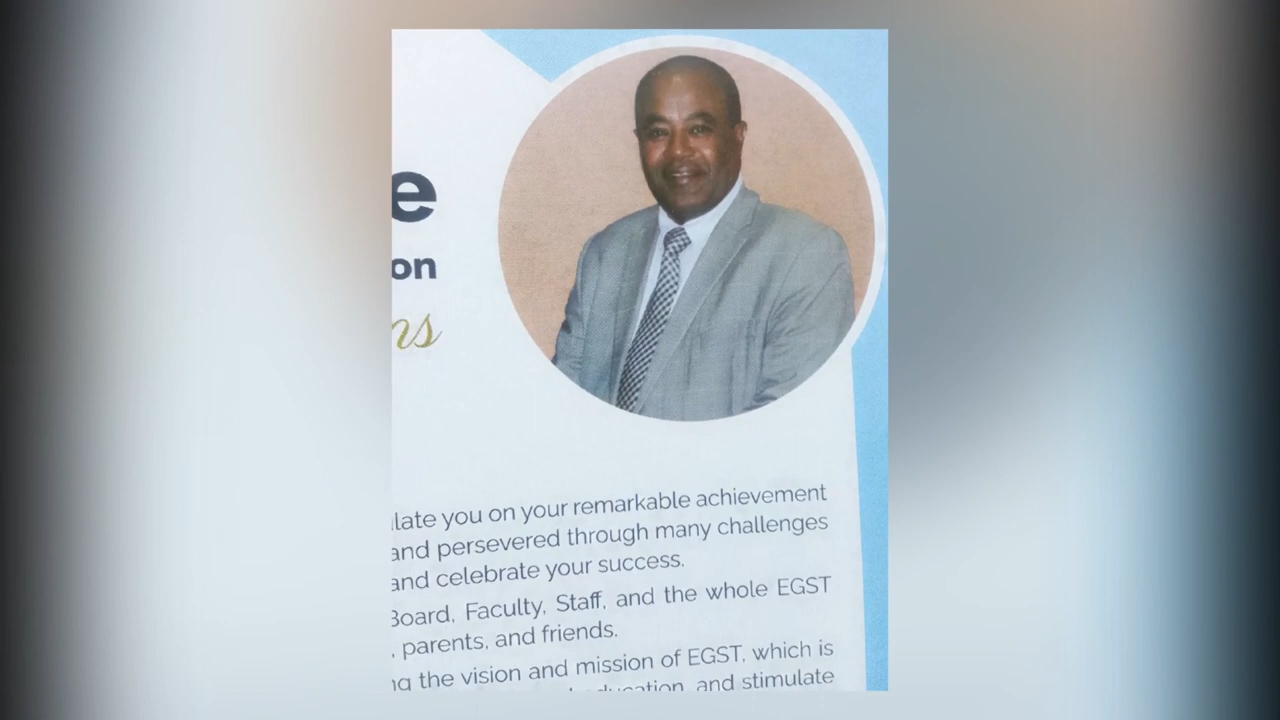 e
on
ns
late you on your remarkable achievement
and persevered through many challenges
and celebrate your success.
Board, Faculty, Staff, and the whole EGST
, parents, and friends.
the vision and mission of EGST, which is
education, and stimulate